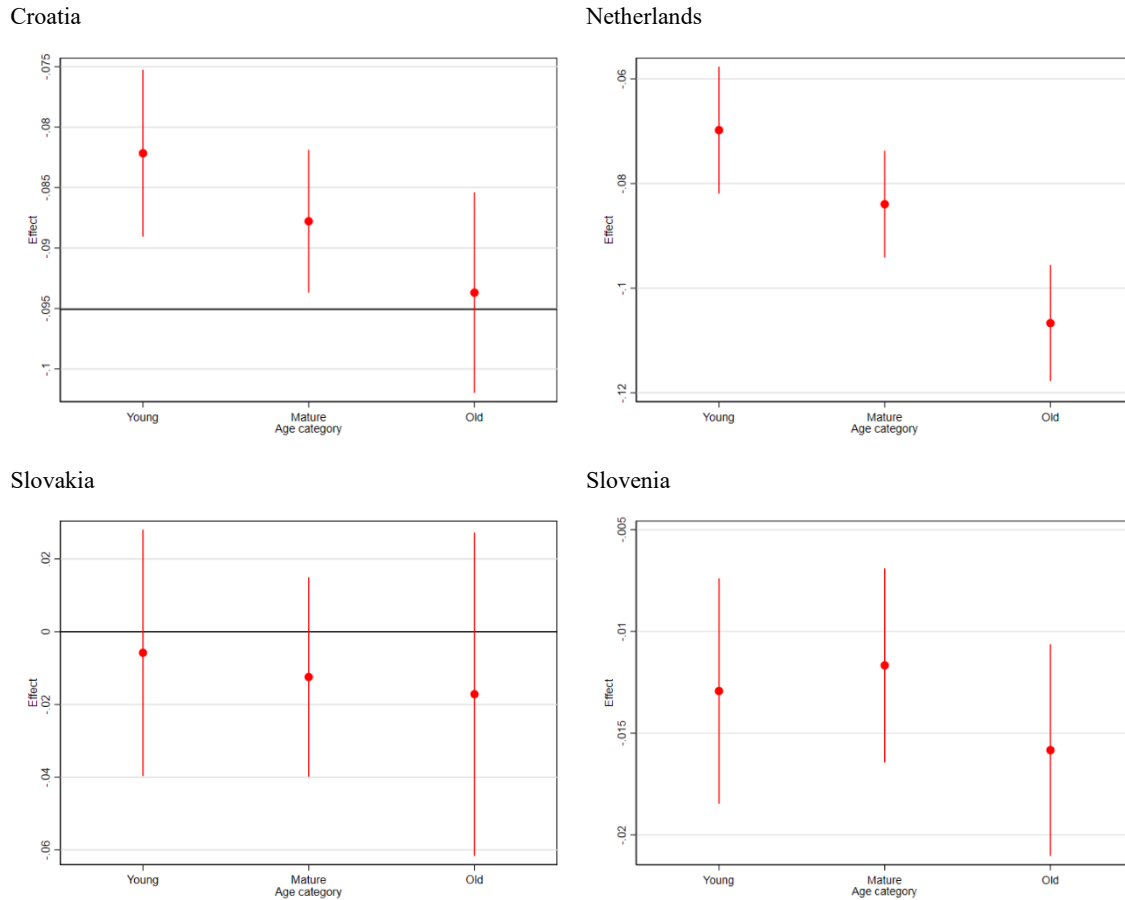 Croatia
Netherlands
-.075
-.08
-.085
-.09
-.095
-.1
Effect
Young
Mature
Old
Age category
-.06
-.08
-.1
-.12
Effect
Young
Mature
Old
Age category
Slovakia
Slovenia
.02
0
-.02
-.04
-.06
Effect
Young
Mature
Old
Age category
-.005
-.01
-.015
-.02
Effect
Young
Mature
Old
Age category